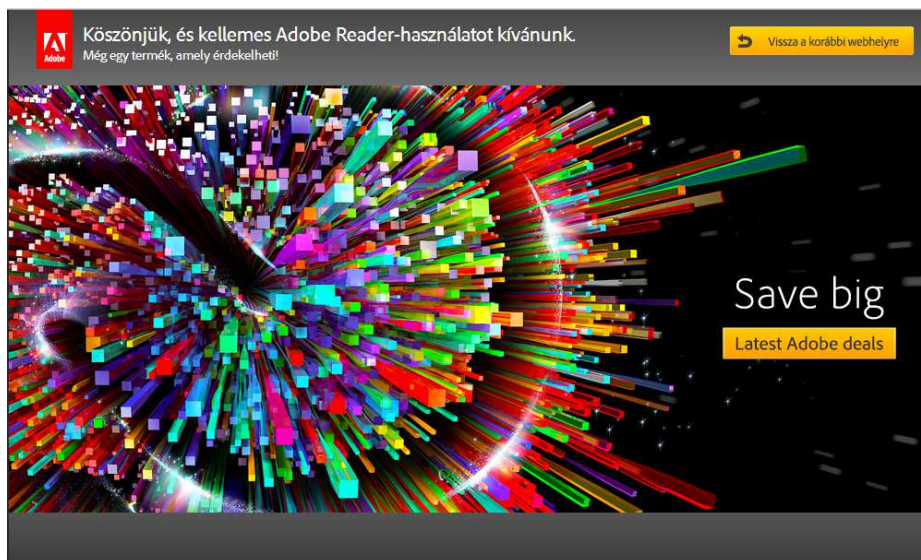 Adobe
Köszönjük, és kellemes Adobe Reader-használatot kívánunk.
Még egy termék, amely érdekelheti!
Vissza a korábbi webhelyre
Save big
Latest Adobe deals